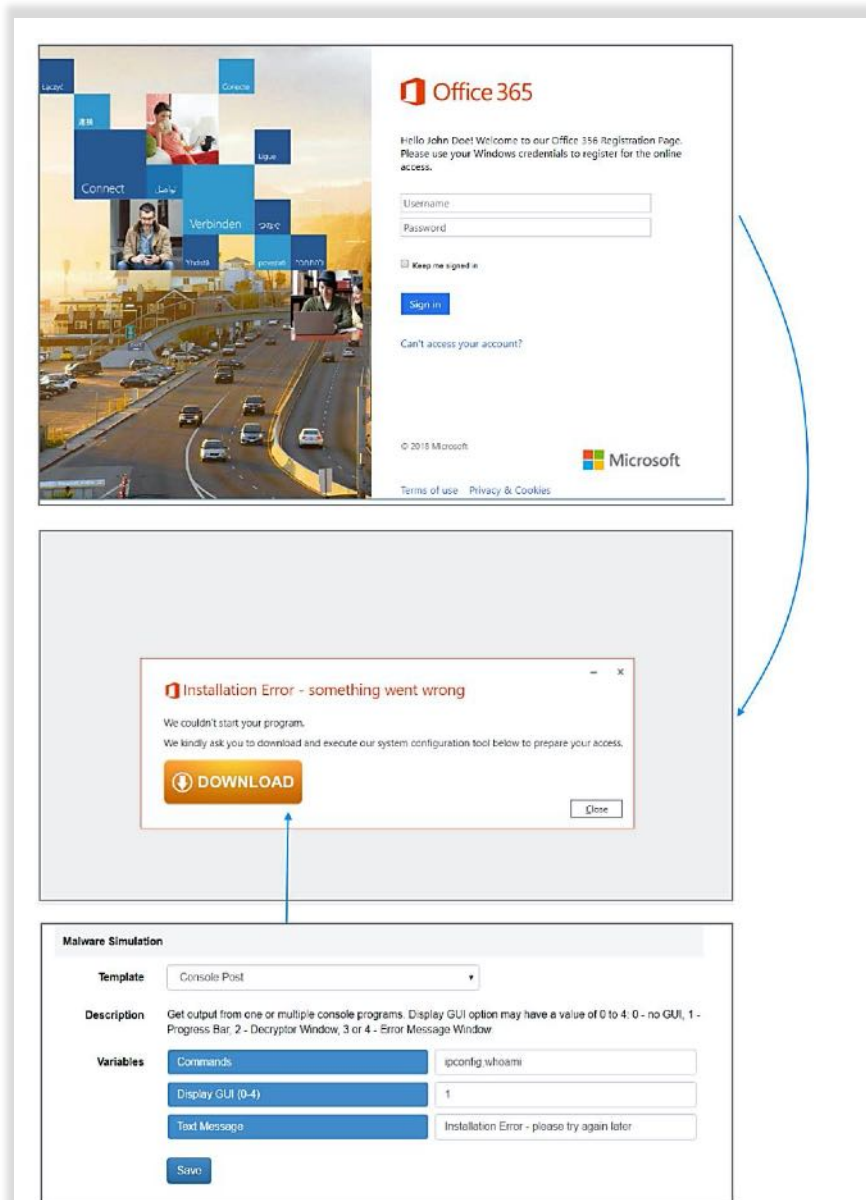 Łączyć
Conecte
連接
Ligue
Connect
تواصل
Verbinden
Yhdistä
povezati
להתחבר
Office 365
Hello John Doe! Welcome to our Office 356 Registration Page.
Please use your Windows credentials to register for the online
access.
Username
Password
Keep me signed in
Sign in
Can't access your account?
© 2018 Microsoft
Microsoft
Terms of use Privacy & Cookies
Installation Error - something went wrong
We couldn't start your program.
We kindly ask you to download and execute our system configuration tool below to prepare your access.
DOWNLOAD
Close
Malware Simulation
Template
Console Post
Description
Get output from one or multiple console programs. Display GUI option may have a value of 0 to 4: 0 - no GUI, 1 -
Progress Bar, 2 - Decryptor Window, 3 or 4 - Error Message Window
Variables
Commands
ipconfig,whoami
Display GUI (0-4)
1
Text Message
Installation Error - please try again later
Save